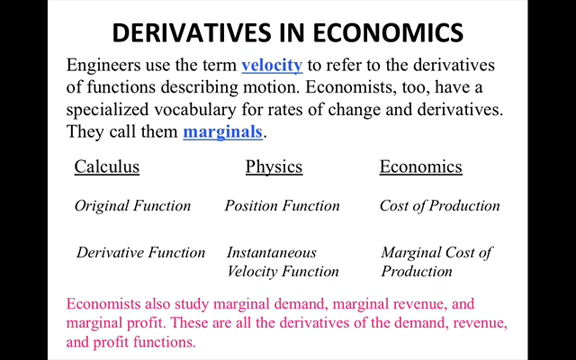 DERIVATIVES IN ECONOMICS
Engineers use the term velocity to refer to the derivatives
of functions describing motion. Economists, too, have a
specialized vocabulary for rates of change and derivatives.
They call them marginals.
Calculus Physics Economics
Original Function Position Function Cost of Production
Derivative Function Instantaneous Marginal Cost of
Velocity Function Production
Economists also study marginal demand, marginal revenue, and
marginal profit. These are all the derivatives of the demand, revenue,
and profit functions.